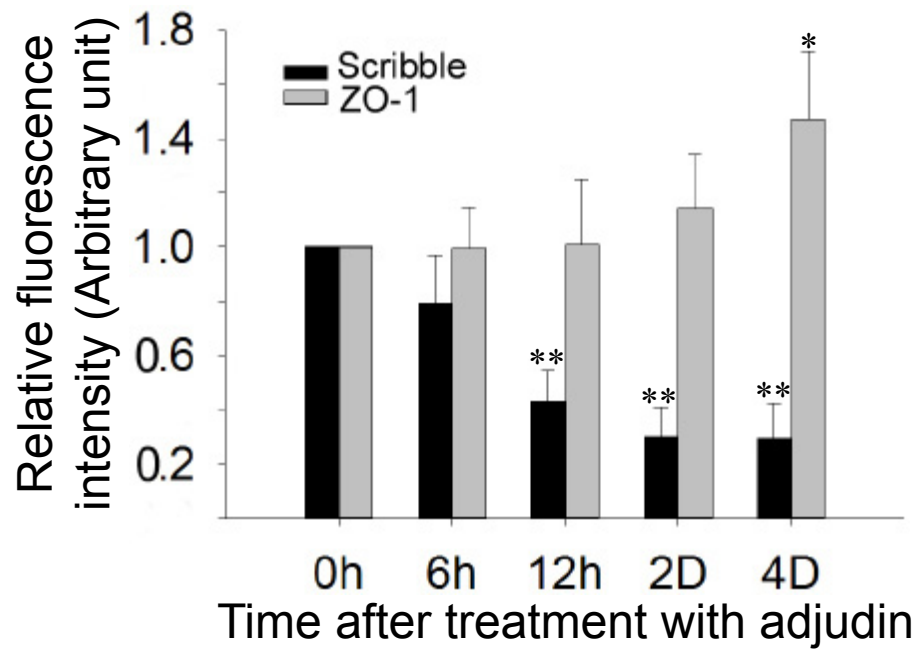 Relative fluorescence
intensity (Arbitrary unit)
1.8
1.4
1.0
0.6
0.2
Scribble
ZO-1
**
**
**
*
0h 6h 12h 2D 4D
Time after treatment with adjudin